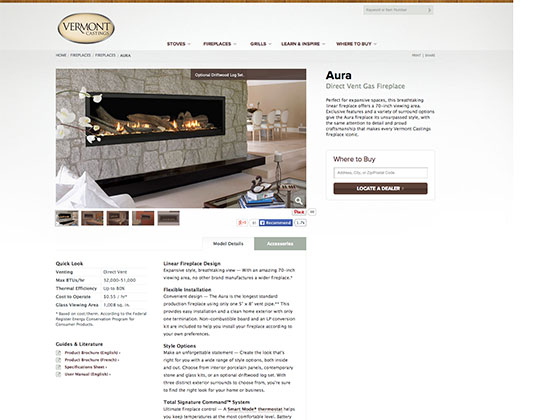 Keyword or Item Number
VERMONT
CASTINGS
STOVES FIREPLACES GRILLS LEARN & INSPIRE WHERE TO BUY
HOME FIREPLACES FIREPLACES AURA
PRINT SHARE
Optional Driftwood Log Set.
Aura
Direct Vent Gas Fireplace
Perfect for expansive spaces, this breathtaking
linear fireplace offers a 70-inch viewing area.
Exclusive features and a variety of surround options
give the Aura fireplace its unsurpassed style, with
the same attention to detail and proud
craftsmanship that makes every Vermont Castings
fireplace iconic.
Where to Buy
Address, City, or Zip/Postal Code
LOCATE A DEALER
Pin it
Recommend
Model Details Accessories
Quick Look
Venting Direct Vent
Max BTUs/hr 52,000-51,000
Thermal Efficiency Up to 80%
Cost to Operate $0.55 / hr*
Glass Viewing Area 1,008 sq. in.
* Based on cost/therm. According to the Federal
Register Energy Conservation Program for
Consumer Products.
Guides & Literature
Product Brochure (English) ›
Product Brochure (French) ›
Specifications Sheet ›
User Manual (English) ›
Linear Fireplace Design
Expansive style, breathtaking view — With an amazing 70-inch
viewing area, no other brand manufactures a wider fireplace.*
Flexible Installation
Convenient design — The Aura is the longest standard
production fireplace using only one 5" x 8" vent pipe.** This
provides easy installation and a clean home exterior with only
one termination. Non-combustible board and an LP conversion
kit are included to help you install your fireplace according to
your own preferences.
Style Options
Make an unforgettable statement — Create the look that's
right for you with a wide range of style options, both inside
and out. Choose from interior porcelain panels, contemporary
stone and glass kits, or an optional driftwood log set. With
three distinct exterior surrounds to choose from, you're sure
to find the right look for your home or business.
Total Signature Command™ System
Ultimate fireplace control — A Smart Mode® thermostat helps
you keep temperatures at the most comfortable level. Battery